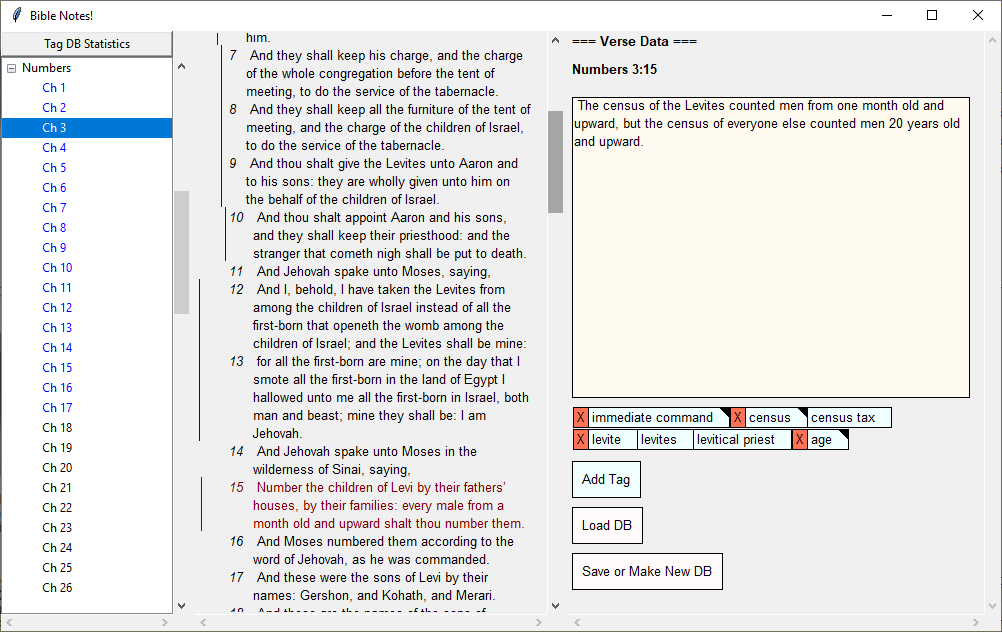 Bible Notes!
Tag DB Statistics
Numbers
Ch 1
Ch 2
Ch 3
Ch 4
Ch 5
Ch 6
Ch 7
Ch 8
Ch 9
Ch 10
Ch 11
Ch 12
Ch 13
Ch 14
Ch 15
Ch 16
Ch 17
Ch 18
Ch 19
Ch 20
Ch 21
Ch 22
Ch 23
Ch 24
Ch 25
Ch 26
him.
7 And they shall keep his charge, and the charge
of the whole congregation before the tent of
meeting, to do the service of the tabernacle.
8 And they shall keep all the furniture of the tent of
meeting, and the charge of the children of Israel,
to do the service of the tabernacle.
9 And thou shalt give the Levites unto Aaron and
to his sons: they are wholly given unto him on
the behalf of the children of Israel.
10 And thou shalt appoint Aaron and his sons,
and they shall keep their priesthood: and the
stranger that cometh nigh shall be put to death.
11 And Jehovah spake unto Moses, saying,
12 And I, behold, I have taken the Levites from
among the children of Israel instead of all the
first-born that openeth the womb among the
children of Israel; and the Levites shall be mine:
13 for all the first-born are mine; on the day that I
smote all the first-born in the land of Egypt I
hallowed unto me all the first-born in Israel, both
man and beast; mine they shall be: I am
Jehovah.
14 And Jehovah spake unto Moses in the
wilderness of Sinai, saying,
15 Number the children of Levi by their fathers’
houses, by their families: every male from a
month old and upward shalt thou number them.
16 And Moses numbered them according to the
word of Jehovah, as he was commanded.
17 And these were the sons of Levi by their
names: Gershon, and Kohath, and Merari.
18 And these are the names of the sons of
=== Verse Data ===
Numbers 3:15
The census of the Levites counted men from one month old and
upward, but the census of everyone else counted men 20 years old
and upward.
X immediate command X census census tax
X levite levites levitical priest X age
Add Tag
Load DB
Save or Make New DB